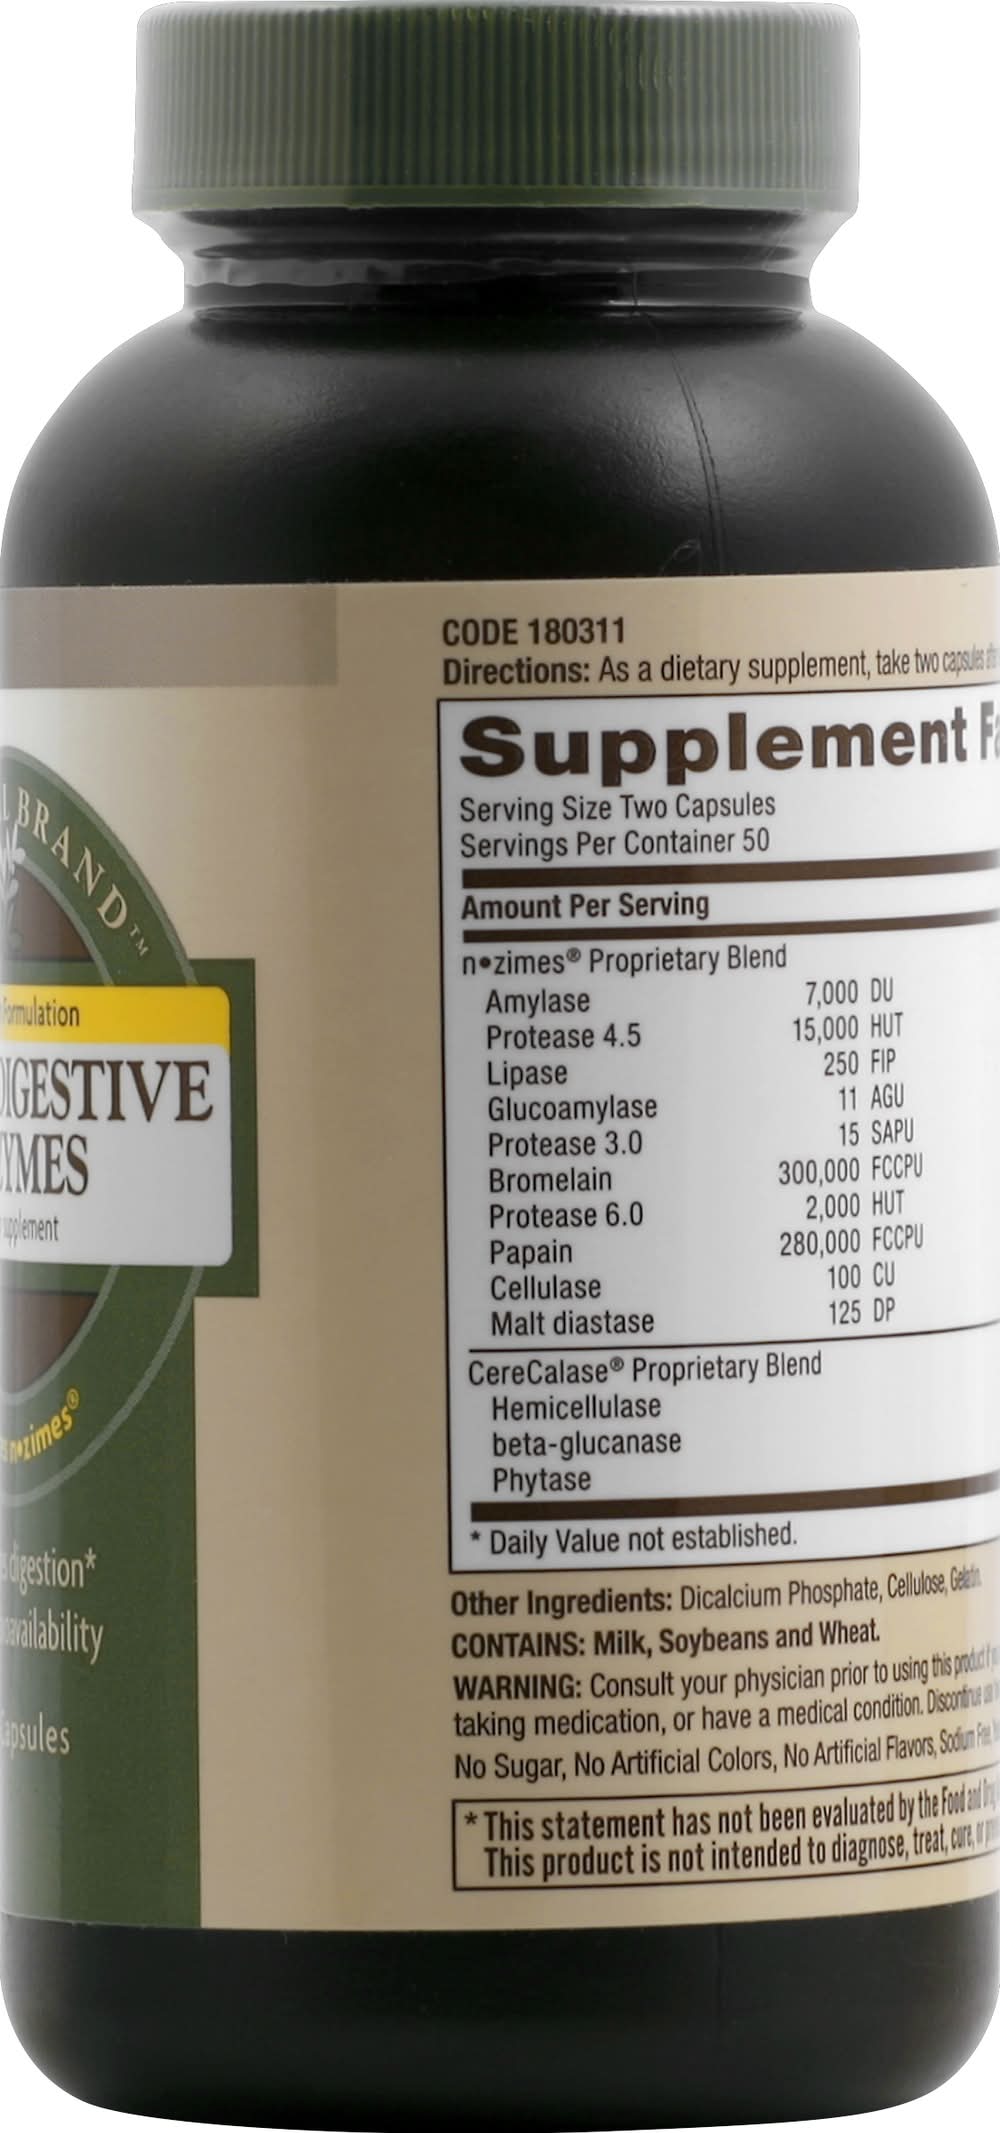 BRAND™
Formulation
DIGESTIVE
supplement
n•zimes®
digestion*
CODE 180311
Directions: As a dietary supplement, take two capsules
Supplement
Serving Size Two Capsules
Servings Per Container 50
Amount Per Serving
n•zimes® Proprietary Blend
Amylase 7,000 DU
Protease 4.5 15,000 HUT
Lipase 250 FIP
Glucoamylase 11 AGU
Protease 3.0 15 SAPU
Bromelain 300,000 FCCPU
Protease 6.0 2,000 HUT
Papain 280,000 FCCPU
Cellulase 100 CU
Malt diastase 125 DP
CereCalase® Proprietary Blend
Hemicellulase
beta-glucanase
Phytase
* Daily Value not established.
Other Ingredients: Dicalcium Phosphate, Cellulose, Gelatin.
CONTAINS: Milk, Soybeans and Wheat.
WARNING: Consult your physician prior to using this product if
taking medication, or have a medical condition. Discontinue use
No Sugar, No Artificial Colors, No Artificial Flavors, Sodium Free,
* This statement has not been evaluated by the Food and Drug
This product is not intended to diagnose, treat, cure, or